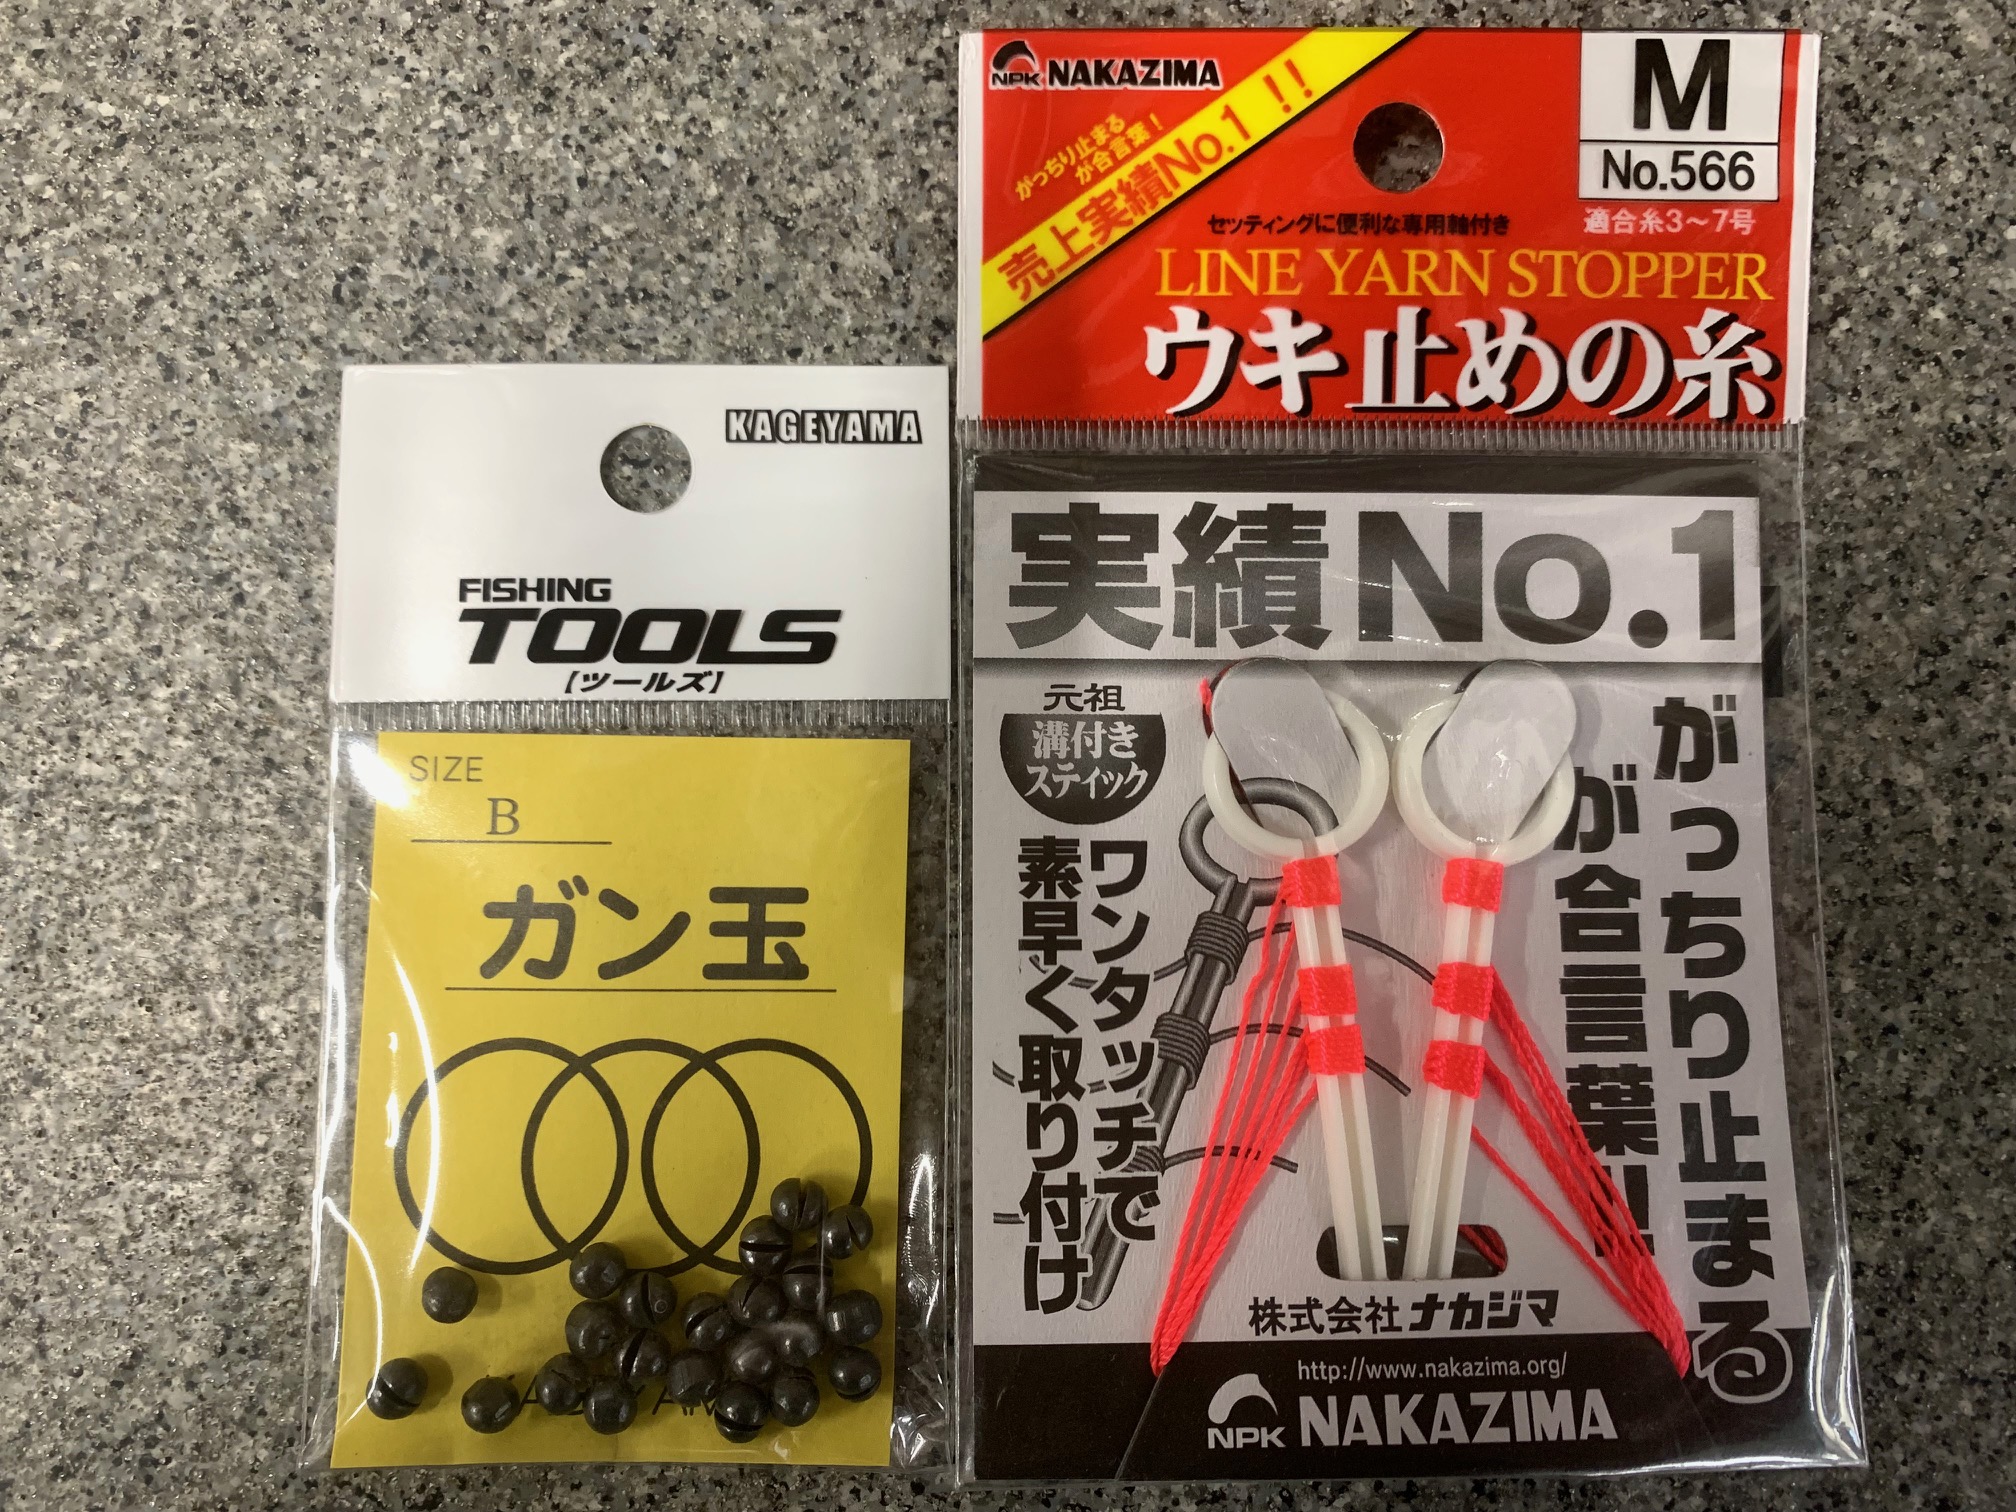 KAGEYAMA
FISHING
TOOLS
【ツールズ】
SIZE
B
ガン玉
NPK NAKAZIMA
がっちり止まる
が合言葉！
売上実績No.1!!
M
No.566
適合糸3～7号
セッティングに便利な専用軸付き
LINE YARN STOPPER
ウキ止めの糸
実績No.1
元祖
溝付き
スティック
ワンタッチで
素早く取り付け
がっちり止まる
が合言葉!!
株式会社ナカジマ
http://www.nakazima.org/
NPK NAKAZIMA